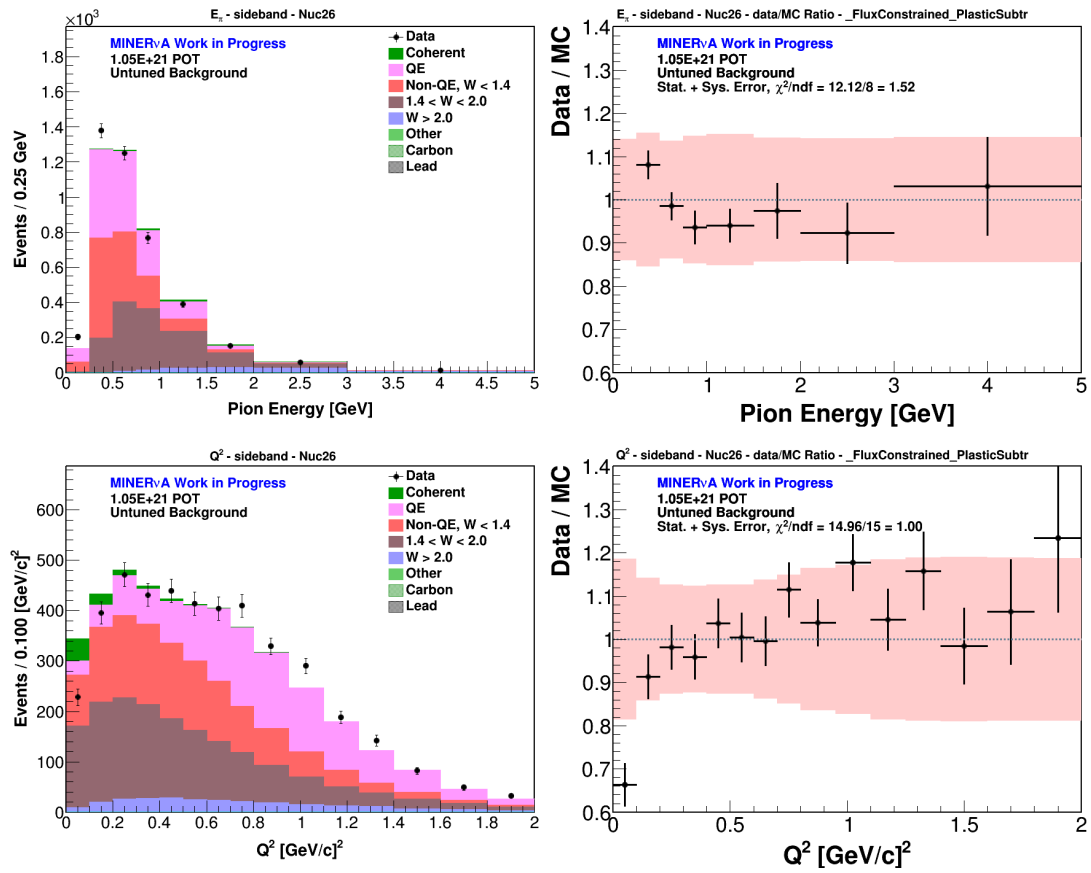 E_π - sideband - Nuc26
×10³
MINERνA Work in Progress
1.05E+21 POT
Untuned Background
Data
Coherent
QE
Non-QE, W < 1.4
1.4 < W < 2.0
W > 2.0
Other
Carbon
Lead
Events / 0.25 GeV
1.8
1.6
1.4
1.2
1
0.8
0.6
0.4
0.2
0
0 0.5 1 1.5 2 2.5 3 3.5 4 4.5 5
Pion Energy [GeV]
E_π - sideband - Nuc26 - data/MC Ratio - _FluxConstrained_PlasticSubtr
MINERνA Work in Progress
1.05E+21 POT
Untuned Background
Stat. + Sys. Error, χ²/ndf = 12.12/8 = 1.52
Data / MC
1.4
1.3
1.2
1.1
1
0.9
0.8
0.7
0.6
0 1 2 3 4 5
Pion Energy [GeV]
Q² - sideband - Nuc26
MINERνA Work in Progress
1.05E+21 POT
Untuned Background
Data
Coherent
QE
Non-QE, W < 1.4
1.4 < W < 2.0
W > 2.0
Other
Carbon
Lead
Events / 0.100 [GeV/c]²
600
500
400
300
200
100
0
0 0.2 0.4 0.6 0.8 1 1.2 1.4 1.6 1.8 2
Q² [GeV/c]²
Q² - sideband - Nuc26 - data/MC Ratio - _FluxConstrained_PlasticSubtr
MINERνA Work in Progress
1.05E+21 POT
Untuned Background
Stat. + Sys. Error, χ²/ndf = 14.96/15 = 1.00
Data / MC
1.4
1.3
1.2
1.1
1
0.9
0.8
0.7
0.6
0 0.5 1 1.5 2
Q² [GeV/c]²